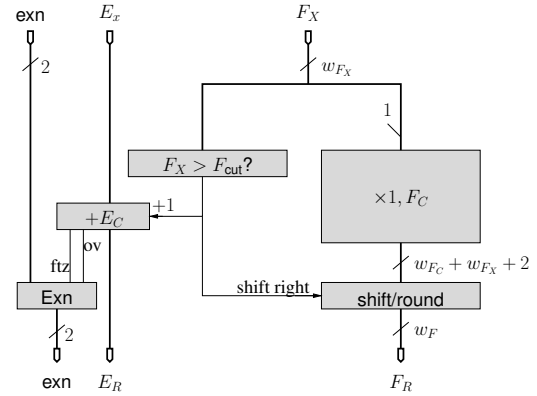 exn
E_x
F_X
2
w_{F_X}
1
F_X > F_cut?
×1, F_C
+1
+E_C
ov
ftz
w_{F_C} + w_{F_X} + 2
shift right
Exn
shift/round
2
w_F
exn
E_R
F_R